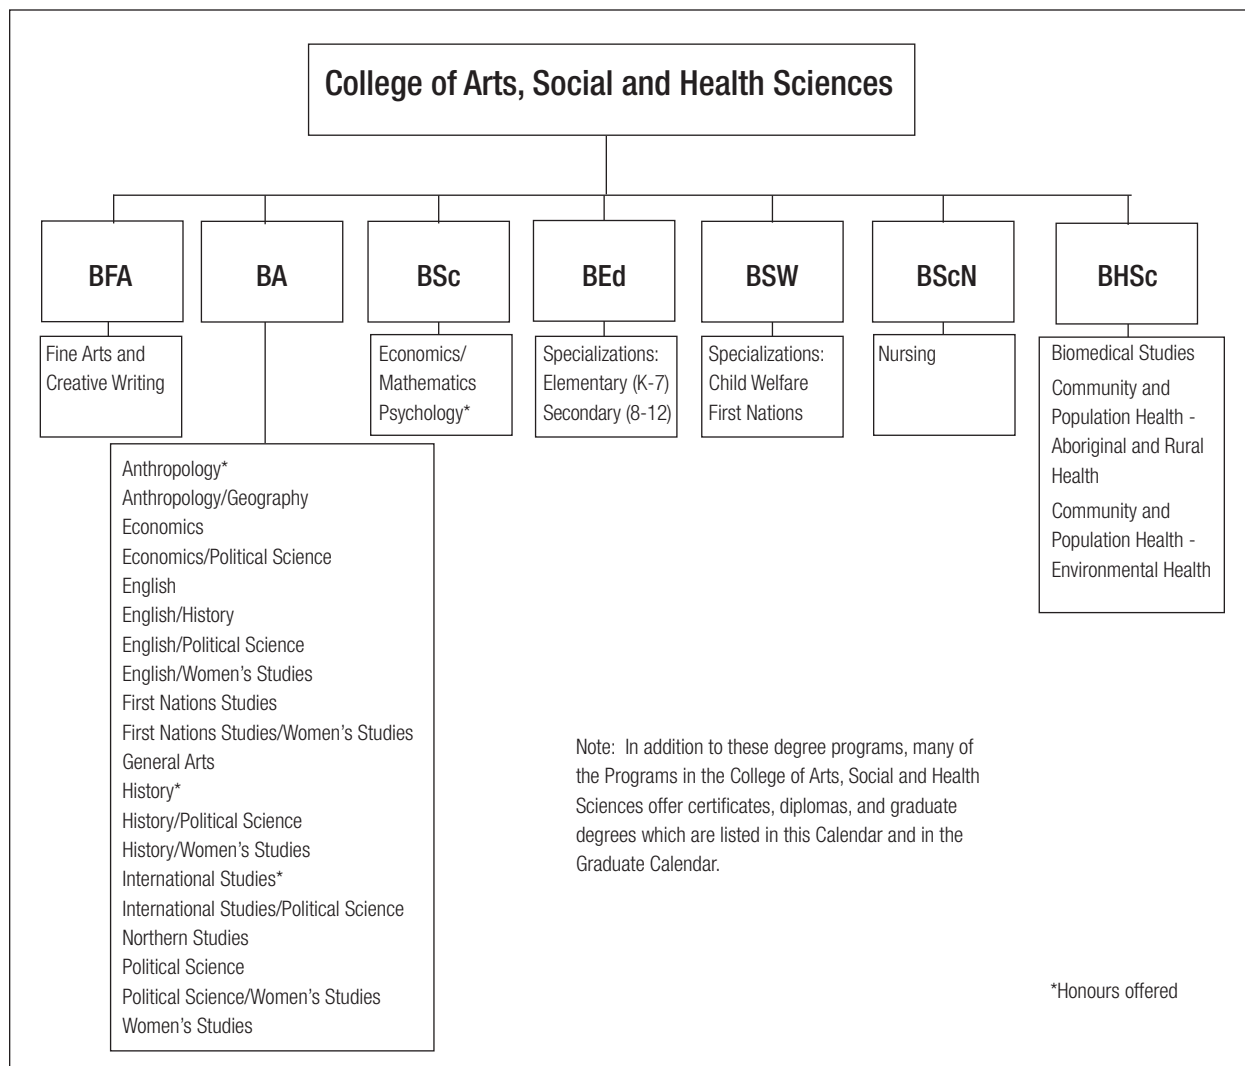 College of Arts, Social and Health Sciences
BFA
BA
BSc
BEd
BSW
BScN
BHSc
Fine Arts and
Creative Writing
Economics/
Mathematics
Psychology*
Specializations:
Elementary (K-7)
Secondary (8-12)
Specializations:
Child Welfare
First Nations
Nursing
Biomedical Studies
Community and
Population Health -
Aboriginal and Rural
Health
Community and
Population Health -
Environmental Health
Anthropology*
Anthropology/Geography
Economics
Economics/Political Science
English
English/History
English/Political Science
English/Women’s Studies
First Nations Studies
First Nations Studies/Women’s Studies
General Arts
History*
History/Political Science
History/Women’s Studies
International Studies*
International Studies/Political Science
Northern Studies
Political Science
Political Science/Women’s Studies
Women’s Studies
Note:  In addition to these degree programs, many of
the Programs in the College of Arts, Social and Health
Sciences offer certificates, diplomas, and graduate
degrees which are listed in this Calendar and in the
Graduate Calendar.
*Honours offered